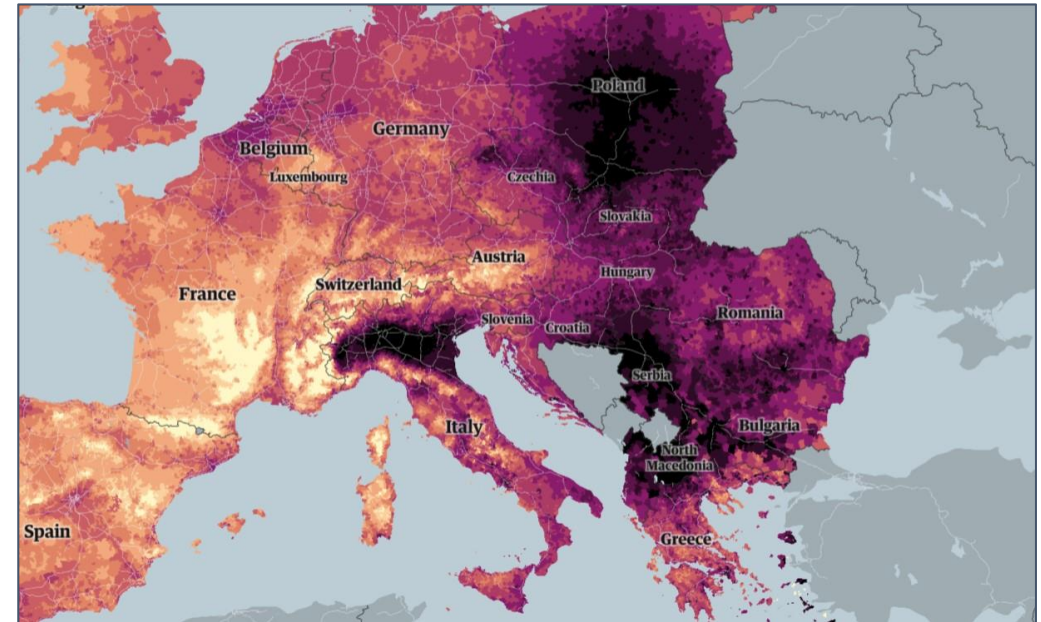 Poland
Germany
Belgium
Luxembourg
Czechia
Slovakia
Austria
Hungary
Switzerland
France
Romania
Slovenia
Croatia
Serbia
Italy
Bulgaria
North
Macedonia
Spain
Greece